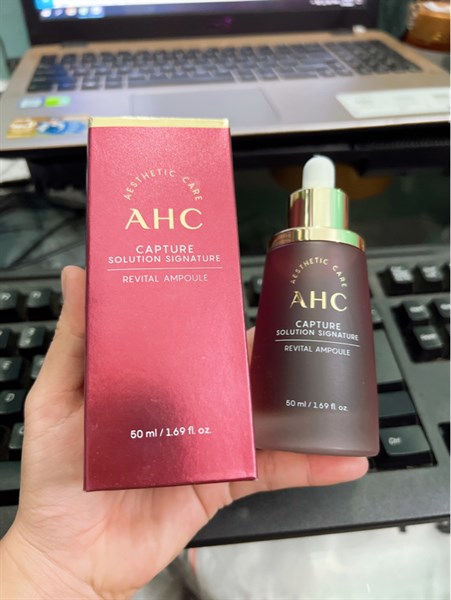 AESTHETIC CARE
AHC
CAPTURE
SOLUTION SIGNATURE
REVITAL AMPOULE
50 ml / 1.69 fl. oz.
AESTHETIC CARE
AHC
CAPTURE
SOLUTION SIGNATURE
REVITAL AMPOULE
50 ml / 1.69 fl. oz.